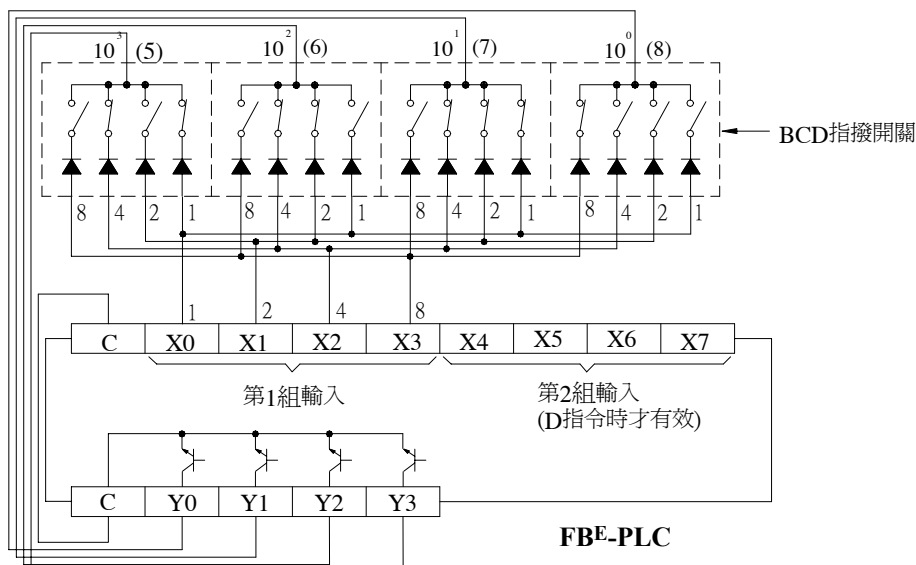 10³ (5) 10² (6) 10¹ (7) 10⁰ (8)
BCD指撥開關
8 4 2 1 8 4 2 1 8 4 2 1 8 4 2 1
1 2 4 8
C X0 X1 X2 X3 X4 X5 X6 X7
第1組輸入
第2組輸入
(D指令時才有效)
C Y0 Y1 Y2 Y3
FBᴱ-PLC